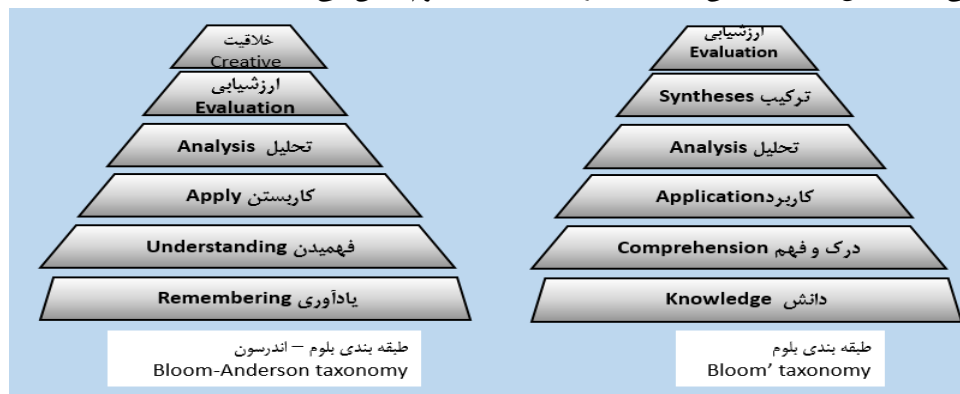 خلاقیت
Creative
ارزشیابی
Evaluation
تحلیل Analysis
کاربستن Apply
فهمیدن Understanding
یادآوری Remembering
طبقه بندی بلوم – اندرسون
Bloom-Anderson taxonomy
ارزشیابی
Evaluation
ترکیب Syntheses
تحلیل Analysis
کاربردApplication
درک و فهم Comprehension
دانش Knowledge
طبقه بندی بلوم
Bloom’ taxonomy